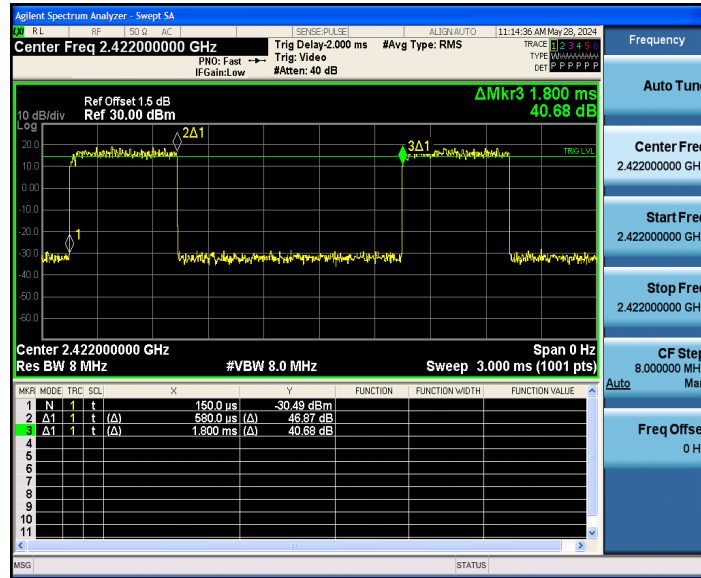 Agilent Spectrum Analyzer - Swept SA
LXI RL RF 50 Ω AC SENSE:PULSE ALIGN AUTO 11:14:36 AM May 28, 2024
Center Freq 2.422000000 GHz Trig Delay-2.000 ms #Avg Type: RMS TRACE 1 2 3 4 5 6
PNO: Fast Trig: Video TYPE
IFGain:Low #Atten: 40 dB DET P P P P P P
Frequency
Auto Tune
Center Freq
2.422000000 GH
Start Freq
2.422000000 GH
Stop Freq
2.422000000 GH
CF Step
8.000000 MH
Auto Man
Freq Offse
0 H
ΔMkr3 1.800 ms
40.68 dB
Ref Offset 1.5 dB
10 dB/div Ref 30.00 dBm
Log
20.0
10.0
0.00
-10.0
-20.0
-30.0
-40.0
-50.0
-60.0
2Δ1
3Δ1
TRIG LVL
1
Center 2.422000000 GHz Span 0 Hz
Res BW 8 MHz #VBW 8.0 MHz Sweep 3.000 ms (1001 pts)
MKR MODE TRC SCL X Y FUNCTION FUNCTION WIDTH FUNCTION VALUE
1 N 1 t 150.0 µs -30.49 dBm
2 Δ1 1 t (Δ) 580.0 µs (Δ) 46.87 dB
3 Δ1 1 t (Δ) 1.800 ms (Δ) 40.68 dB
4
5
6
7
8
9
10
11
MSG STATUS